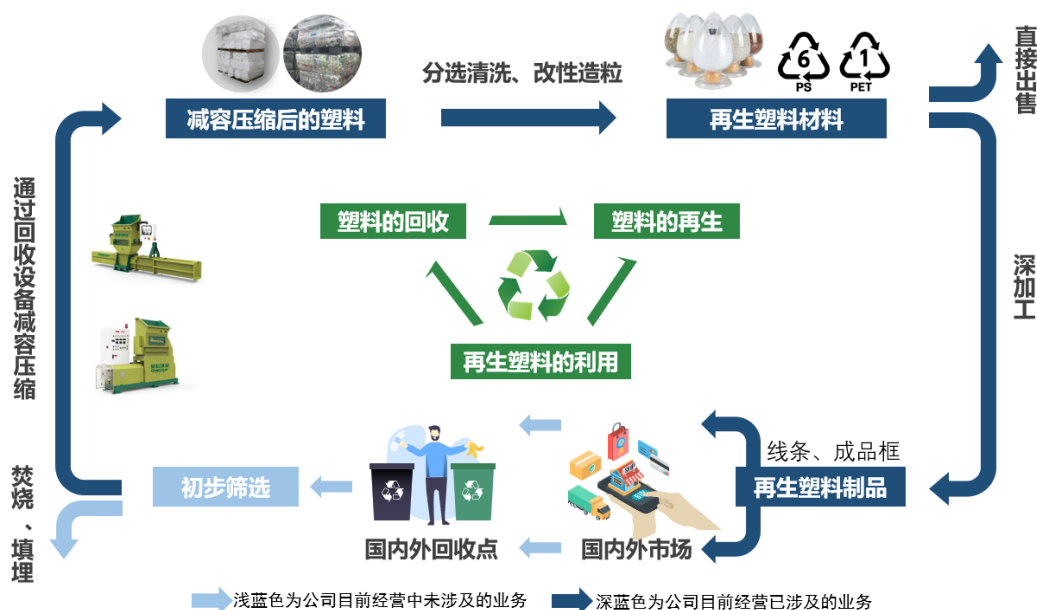 分选清洗、改性造粒
6
PS
1
PET
直接出售
减容压缩后的塑料
再生塑料材料
通过回收设备减容压缩
塑料的回收
塑料的再生
深加工
再生塑料的利用
线条、成品框
焚烧、填埋
初步筛选
再生塑料制品
国内外回收点
国内外市场
浅蓝色为公司目前经营中未涉及的业务
深蓝色为公司目前经营已涉及的业务